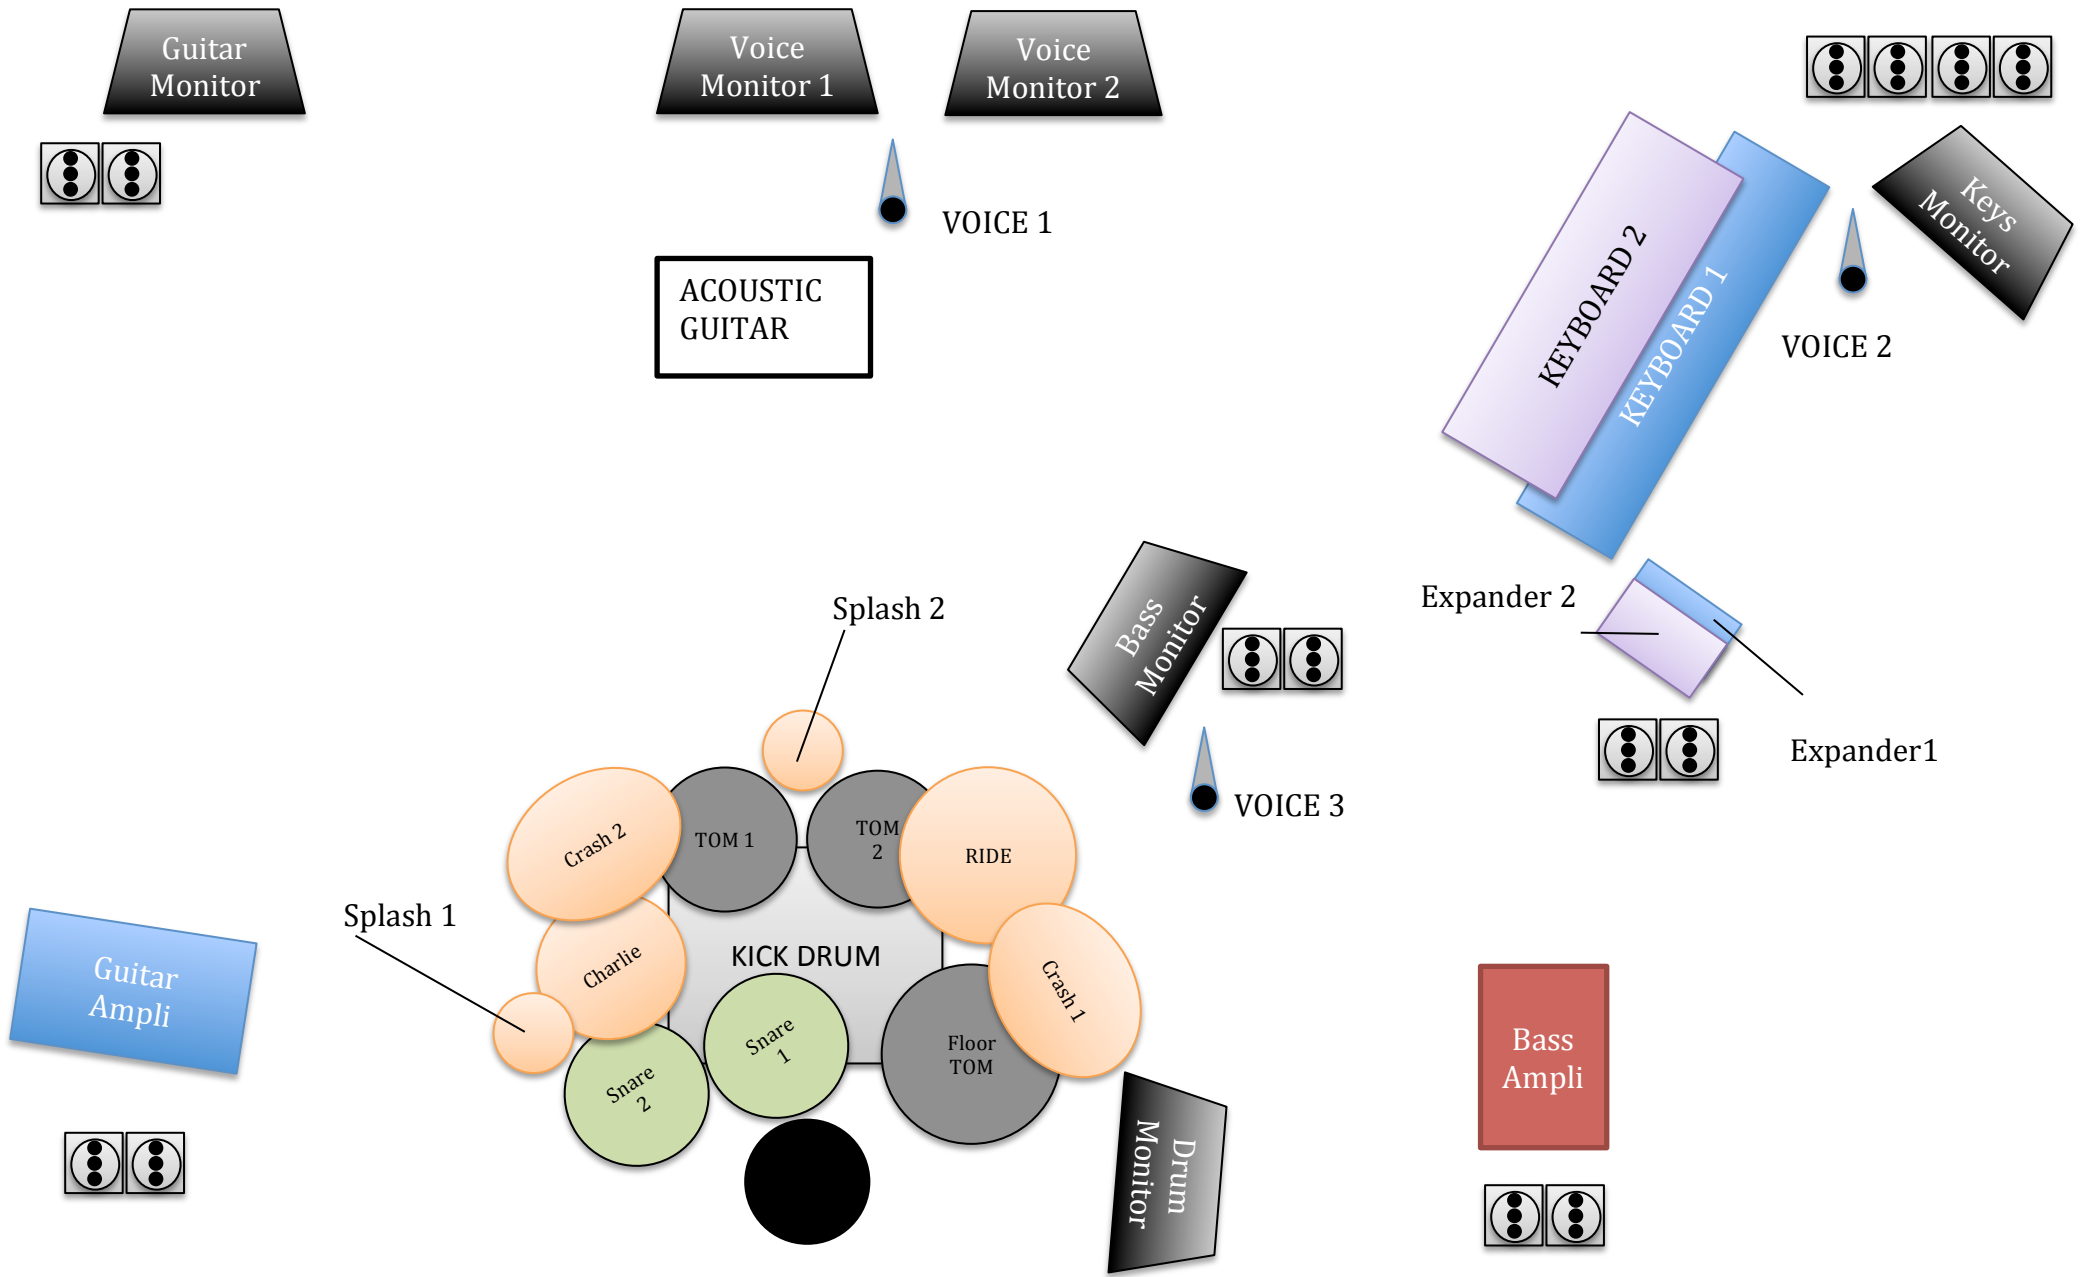 Guitar
Monitor
Voice
Monitor 1
Voice
Monitor 2
Keys
Monitor
VOICE 1
ACOUSTIC
GUITAR
KEYBOARD 2
KEYBOARD 1
VOICE 2
Splash 2
Bass
Monitor
Expander 2
Expander1
VOICE 3
Crash 2
TOM 1
TOM
2
RIDE
Splash 1
Charlie
KICK DRUM
Crash 1
Guitar
Ampli
Snare
1
Snare
2
Floor
TOM
Bass
Ampli
Drum
Monitor